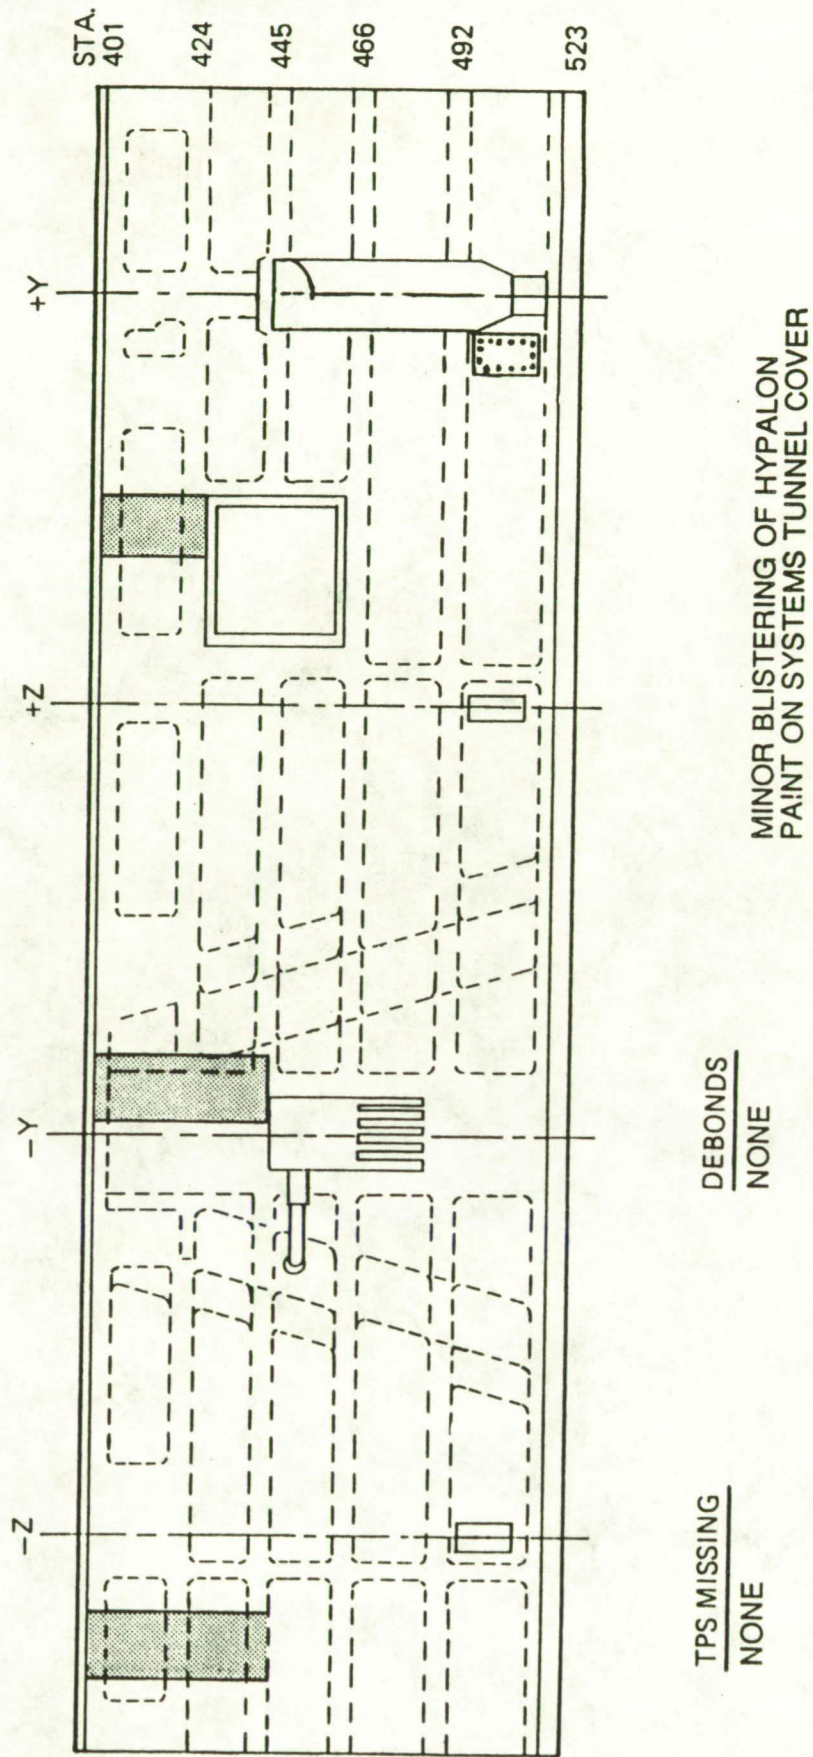 -Z
-Y
+Z
+Y
STA.
401
424
445
466
492
523
TPS MISSING
NONE
DEBONDS
NONE
MINOR BLISTERING OF HYPALON
PAINT ON SYSTEMS TUNNEL COVER